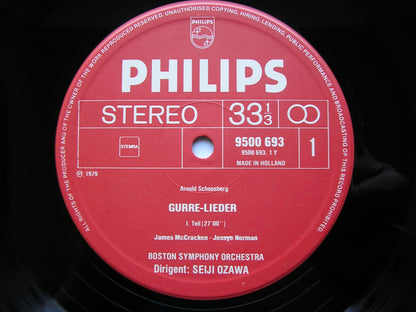 ALL RIGHTS OF THE PRODUCER AND OF THE OWNER OF THE WORK REPRODUCED RESERVED. UNAUTHORISED COPYING, HIRING, LENDING, PUBLIC PERFORMANCE AND BROADCASTING OF THIS RECORD PROHIBITED
PHILIPS
PHILIPS
STEREO
33 1/3
STEMRA
9500 693
9500 693. 1 Y
MADE IN HOLLAND
1
℗ 1979
Arnold Schoenberg
GURRE-LIEDER
1. Teil [27'00'']
James McCracken - Jessye Norman
BOSTON SYMPHONY ORCHESTRA
Dirigent: SEIJI OZAWA